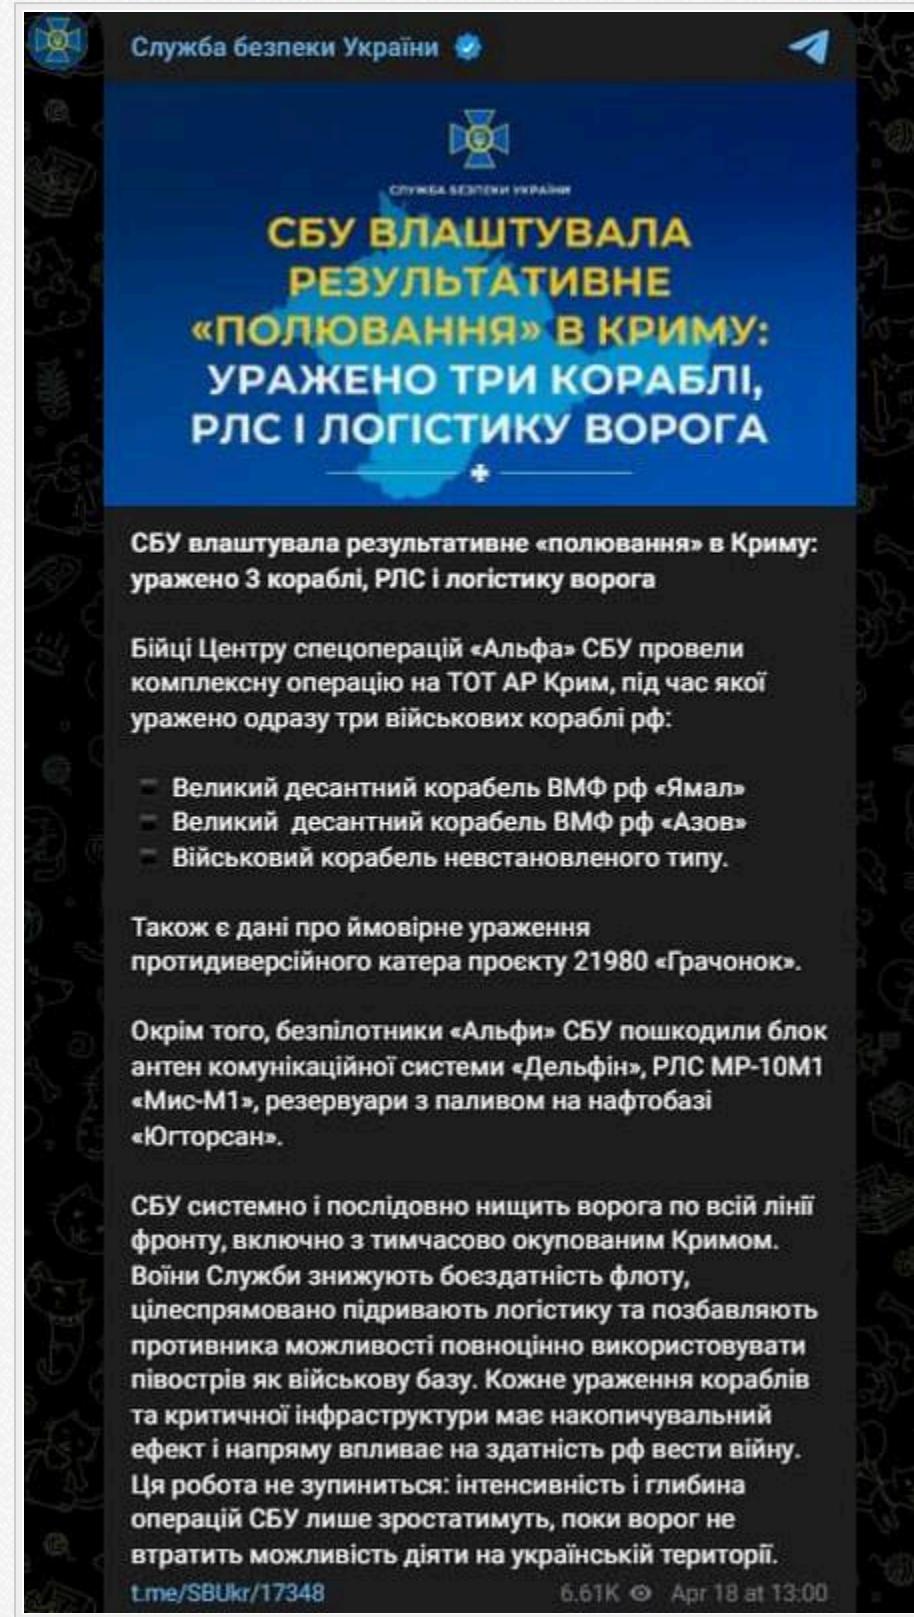 Служба безпеки України
СЛУЖБА БЕЗПЕКИ УКРАЇНИ
СБУ ВЛАШТУВАЛА
РЕЗУЛЬТАТИВНЕ
«ПОЛЮВАННЯ» В КРИМУ:
УРАЖЕНО ТРИ КОРАБЛІ,
РЛС І ЛОГІСТИКУ ВОРОГА
СБУ влаштувала результативне «полювання» в Криму:
уражено 3 кораблі, РЛС і логістику ворога
Бійці Центру спецоперацій «Альфа» СБУ провели
комплексну операцію на ТОТ АР Крим, під час якої
уражено одразу три військових кораблі рф:
Великий десантний корабель ВМФ рф «Ямал»
Великий десантний корабель ВМФ рф «Азов»
Військовий корабель невстановленого типу.
Також є дані про ймовірне ураження
протидиверсійного катера проєкту 21980 «Грачонок».
Окрім того, безпілотники «Альфи» СБУ пошкодили блок
антен комунікаційної системи «Дельфін», РЛС МР-10М1
«Мис-М1», резервуари з паливом на нафтобазі
«Югторсан».
СБУ системно і послідовно нищить ворога по всій лінії
фронту, включно з тимчасово окупованим Кримом.
Воїни Служби знижують боєздатність флоту,
цілеспрямовано підривають логістику та позбавляють
противника можливості повноцінно використовувати
півострів як військову базу. Кожне ураження кораблів
та критичної інфраструктури має накопичувальний
ефект і напряму впливає на здатність рф вести війну.
Ця робота не зупиниться: інтенсивність і глибина
операцій СБУ лише зростатимуть, поки ворог не
втратить можливість діяти на українській території.
t.me/SBUkr/17348
6.61K Apr 18 at 13:00